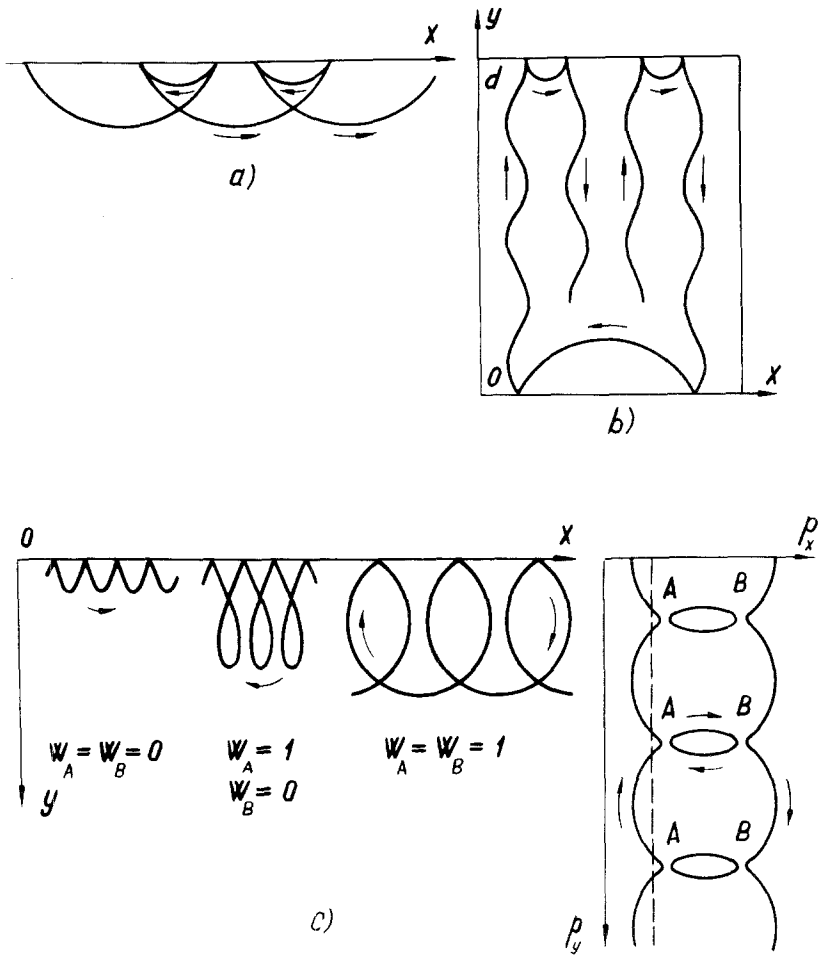 X
a)
y
d
0
X
b)
0
X
W_A = W_B = 0
W_A = 1
W_B = 0
W_A = W_B = 1
y
c)
P_x
A B
A B
A B
P_y